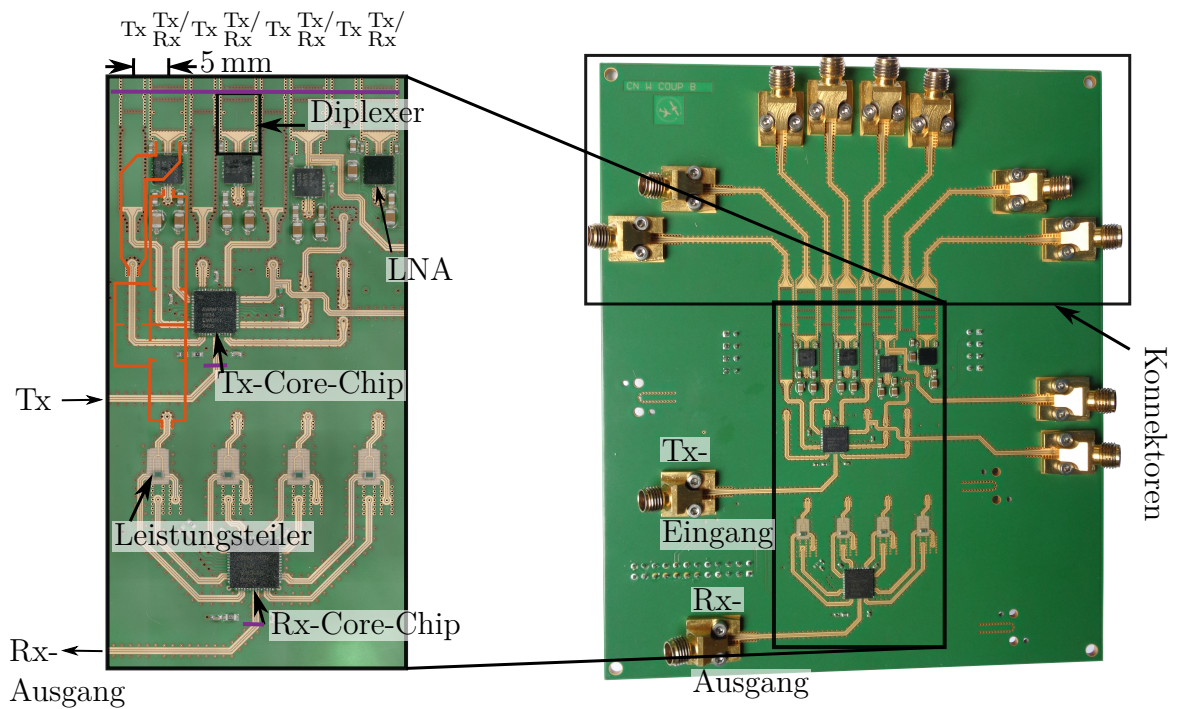 Tx Tx/Rx Tx Tx/Rx Tx Tx/Rx Tx Tx/Rx
5 mm
Diplexer
LNA
Tx-Core-Chip
Tx
Leistungsteiler
Rx-Core-Chip
Rx-
Ausgang
CN W COUP B
Konnektoren
Tx-
Eingang
Rx-
Ausgang